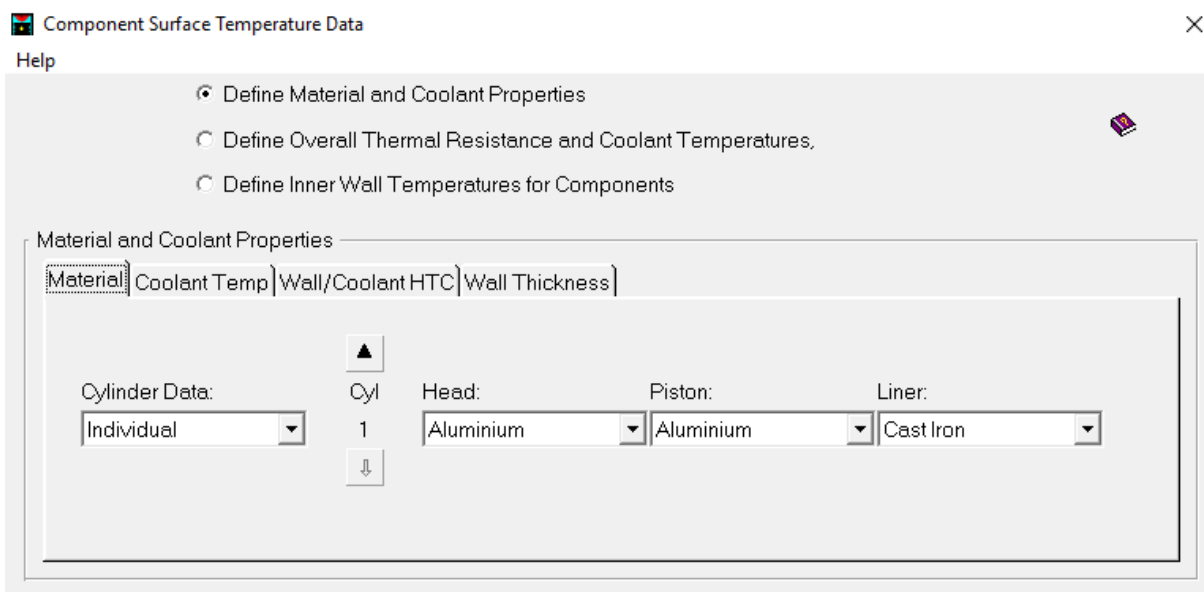 Component Surface Temperature Data
Help
Define Material and Coolant Properties
Define Overall Thermal Resistance and Coolant Temperatures,
Define Inner Wall Temperatures for Components
Material and Coolant Properties
Material Coolant Temp Wall/Coolant HTC Wall Thickness
Cylinder Data: Cyl Head: Piston: Liner:
Individual 1 Aluminium Aluminium Cast Iron